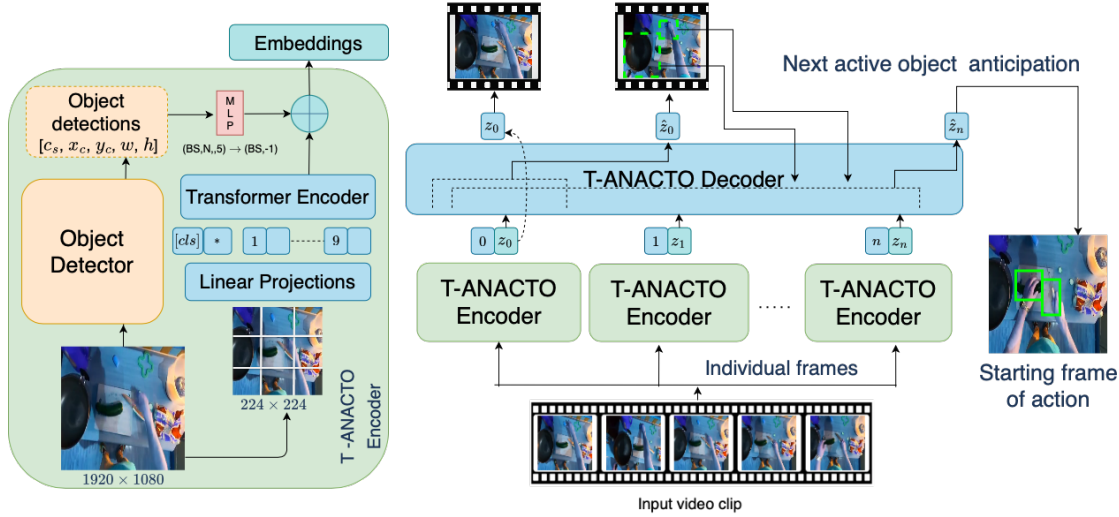 Embeddings
Object
detections
[c_s, x_c, y_c, w, h]
M
L
P
(BS,N,,5) → (BS,-1)
Transformer Encoder
[cls] *
1
9
Linear Projections
Object
Detector
224 × 224
1920 × 1080
T -ANACTO
Encoder
z_0
ẑ_0
Next active object anticipation
ẑ_n
T-ANACTO Decoder
0 z_0
1 z_1
n z_n
T-ANACTO
Encoder
T-ANACTO
Encoder
.....
T-ANACTO
Encoder
Individual frames
Starting frame
of action
Input video clip